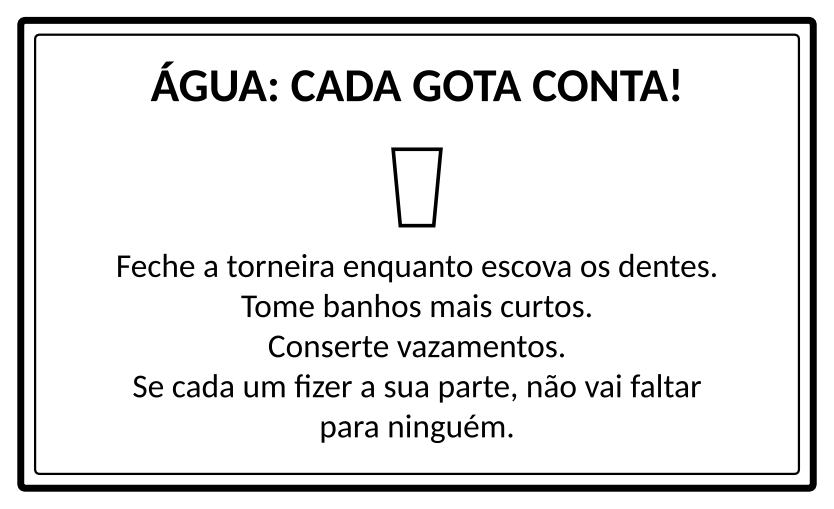 ÁGUA: CADA GOTA CONTA!
Feche a torneira enquanto escova os dentes.
Tome banhos mais curtos.
Conserte vazamentos.
Se cada um fizer a sua parte, não vai faltar
para ninguém.